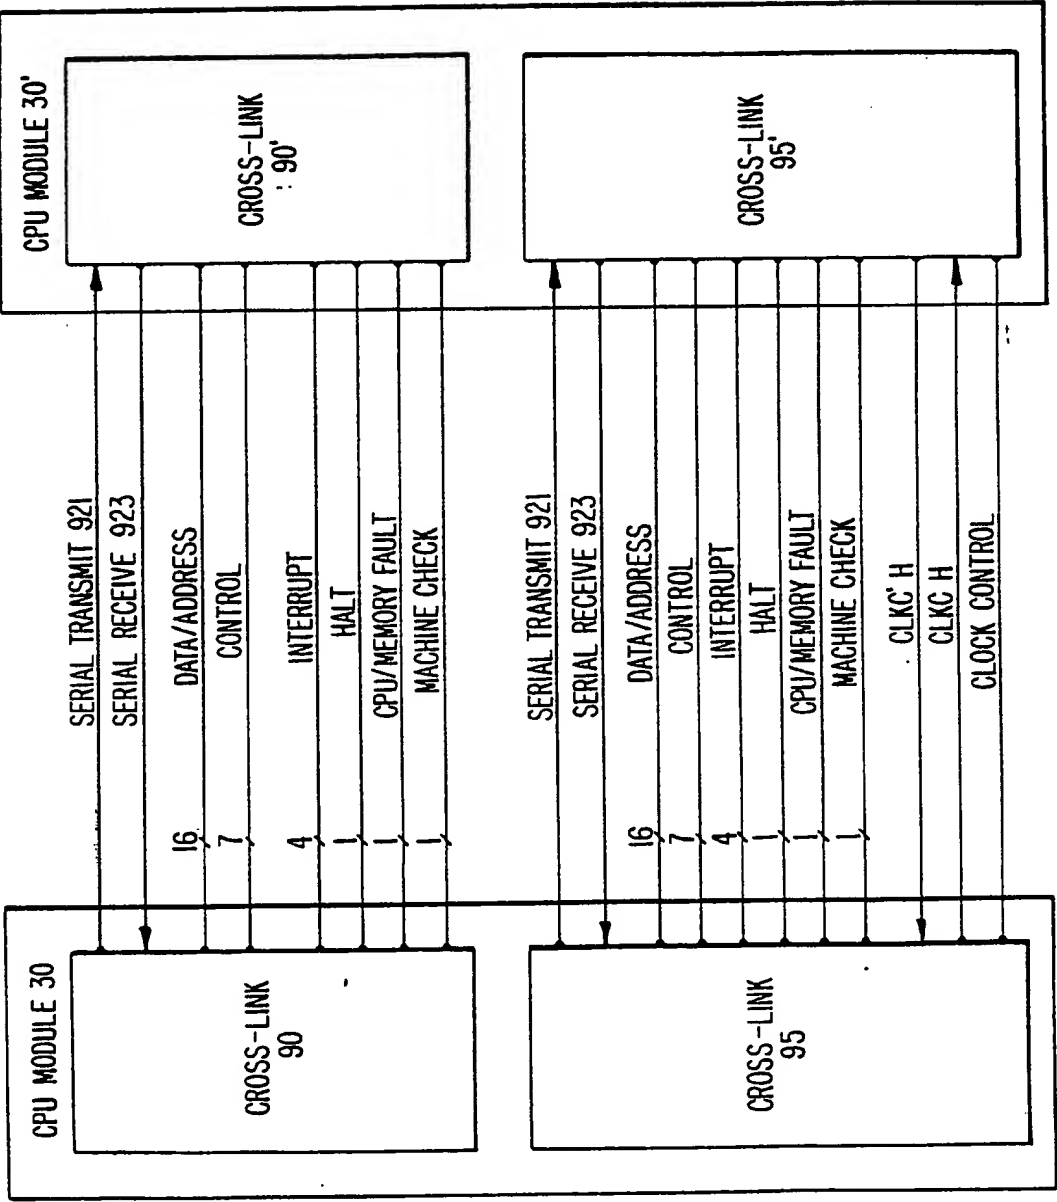 CPU MODULE 30
CROSS-LINK
90
CROSS-LINK
95
16
7
4
1
1
1
16
7
4
1
1
1
SERIAL TRANSMIT 921
SERIAL RECEIVE 923
DATA/ADDRESS
CONTROL
INTERRUPT
HALT
CPU/MEMORY FAULT
MACHINE CHECK
SERIAL TRANSMIT 921
SERIAL RECEIVE 923
DATA/ADDRESS
CONTROL
INTERRUPT
HALT
CPU/MEMORY FAULT
MACHINE CHECK
CLKC' H
CLKC H
CLOCK CONTROL
CPU MODULE 30'
CROSS-LINK
90'
CROSS-LINK
95'